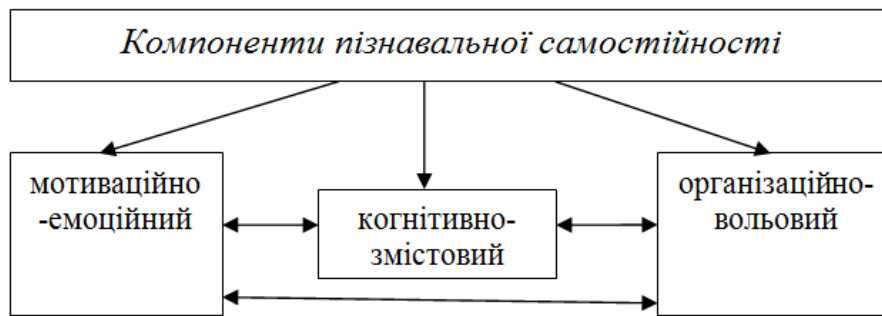 Компоненти пізнавальної самостійності
мотиваційно
-емоційний
когнітивно-
змістовий
організаційно-
вольовий